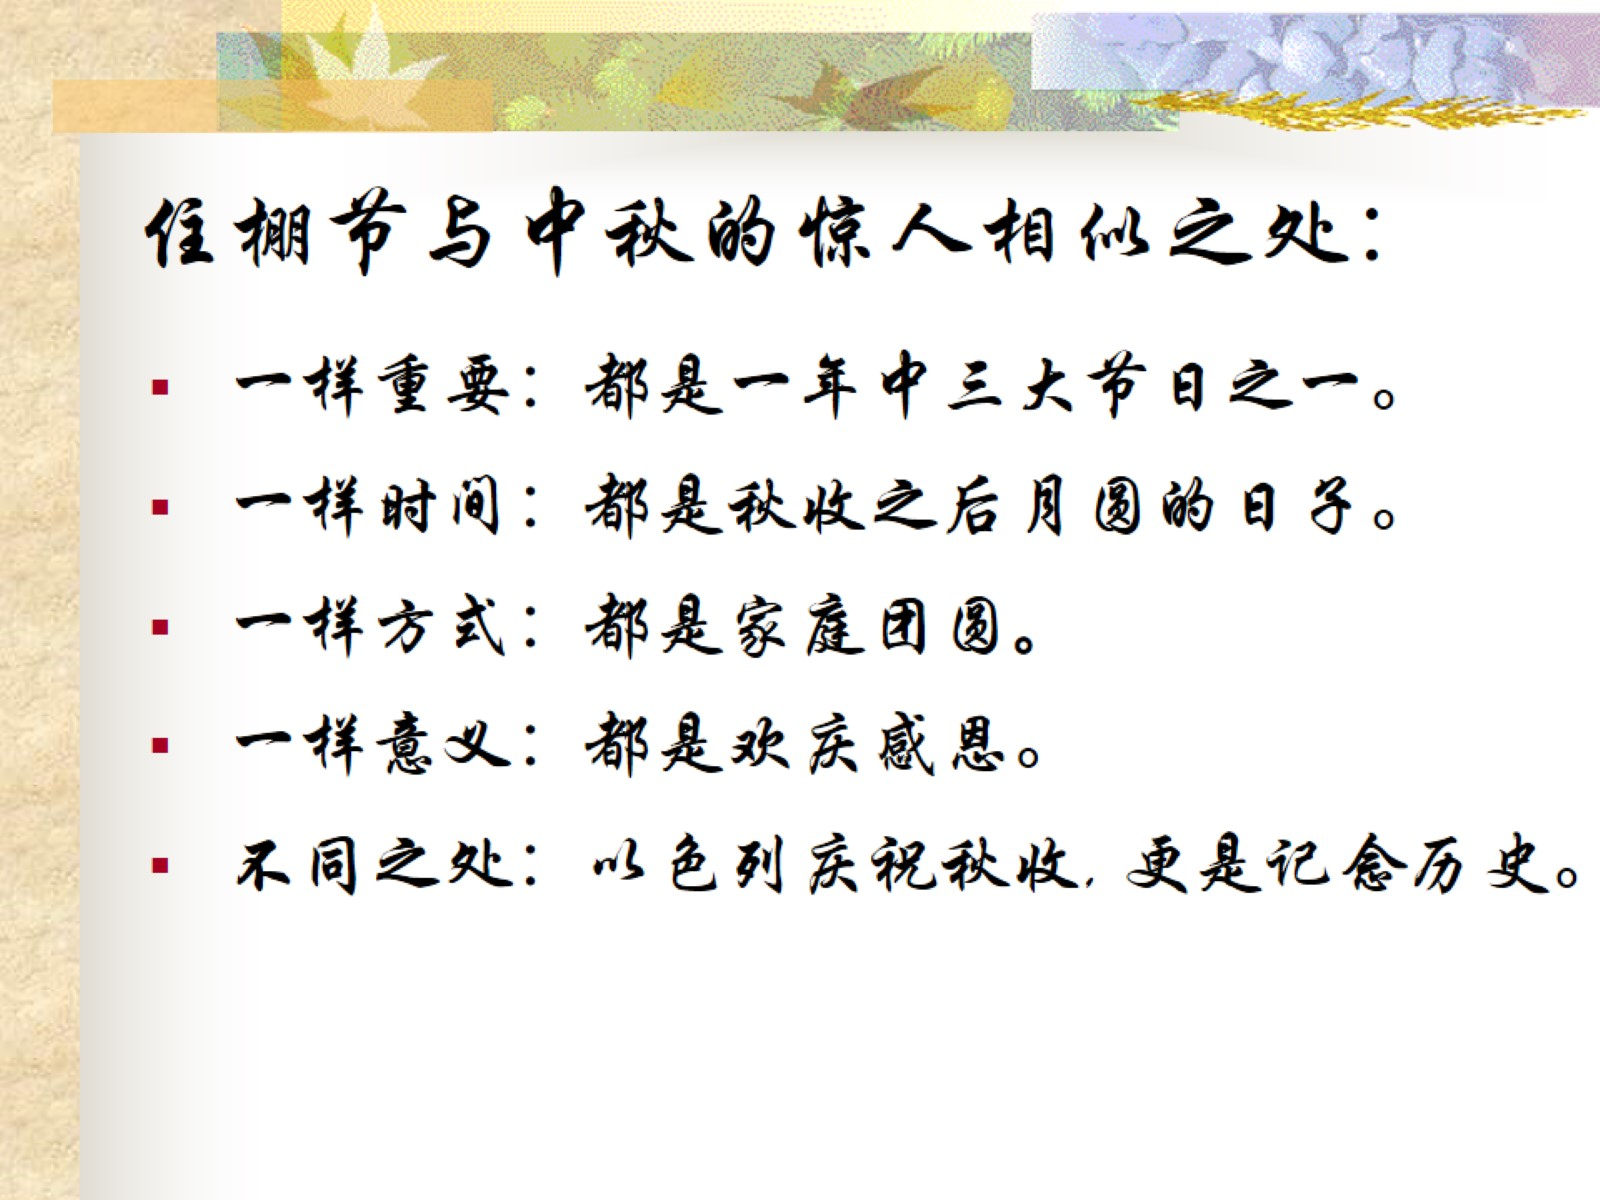 住棚节与中秋的惊人相似之处：
一样重要：都是一年中三大节日之一。
一样时间：都是秋收之后月圆的日子。
一样方式：都是家庭团圆。
一样意义：都是欢庆感恩。
不同之处：以色列庆祝秋收，更是记念历史。